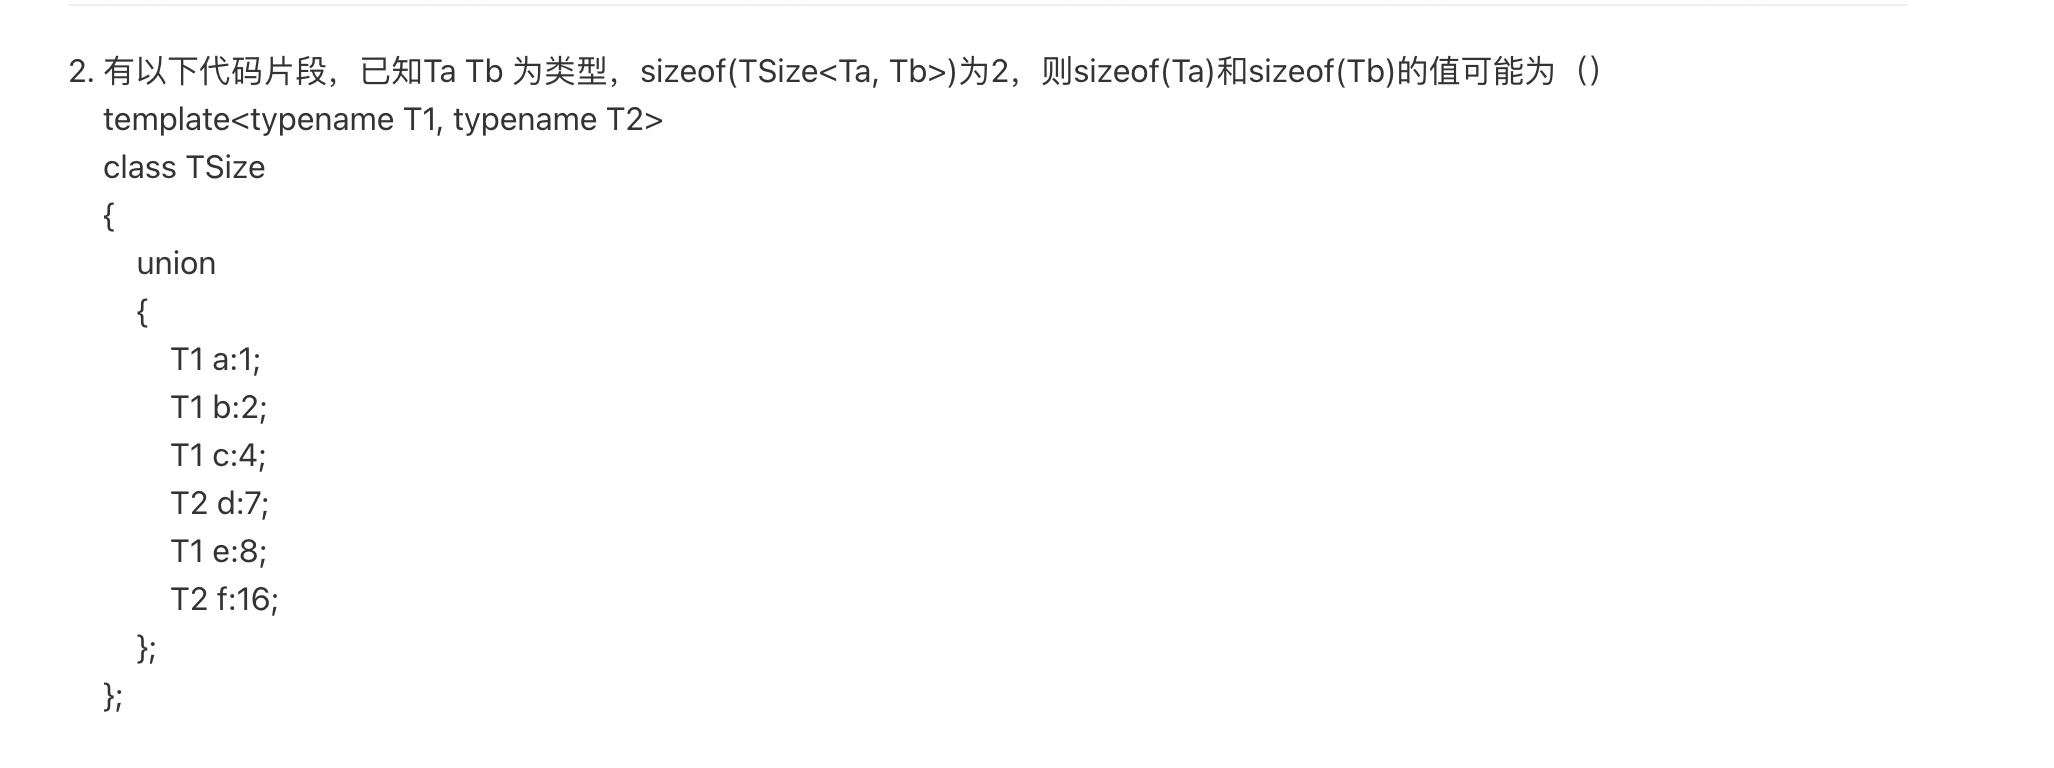 2. 有以下代码片段，已知Ta Tb 为类型，sizeof(TSize<Ta, Tb>)为2，则sizeof(Ta)和sizeof(Tb)的值可能为（）
template<typename T1, typename T2>
class TSize
{
union
{
T1 a:1;
T1 b:2;
T1 c:4;
T2 d:7;
T1 e:8;
T2 f:16;
};
};